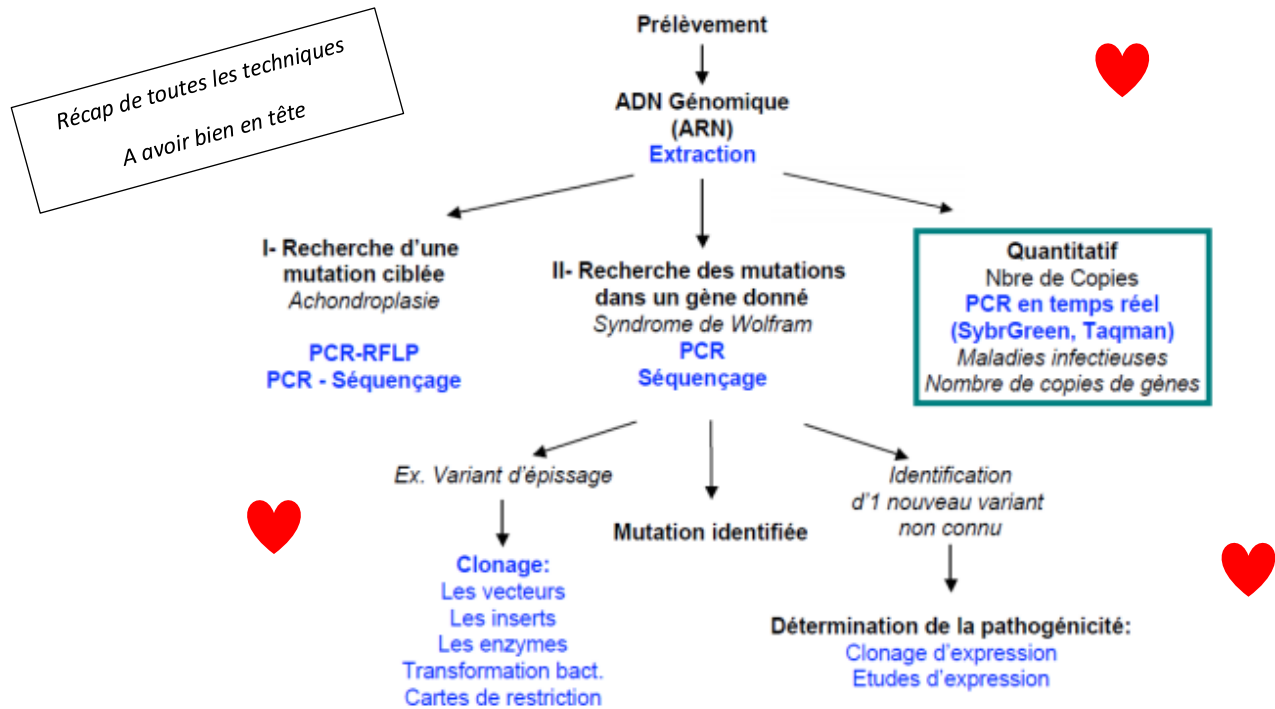 Récap de toutes les techniques
A avoir bien en tête
Prélèvement
ADN Génomique
(ARN)
Extraction
I- Recherche d'une
mutation ciblée
Achondroplasie
PCR-RFLP
PCR - Séquençage
II- Recherche des mutations
dans un gène donné
Syndrome de Wolfram
PCR
Séquençage
Quantitatif
Nbre de Copies
PCR en temps réel
(SybrGreen, Taqman)
Maladies infectieuses
Nombre de copies de gènes
Ex. Variant d'épissage
Clonage:
Les vecteurs
Les inserts
Les enzymes
Transformation bact.
Cartes de restriction
Mutation identifiée
Identification
d'1 nouveau variant
non connu
Détermination de la pathogénicité:
Clonage d'expression
Etudes d'expression